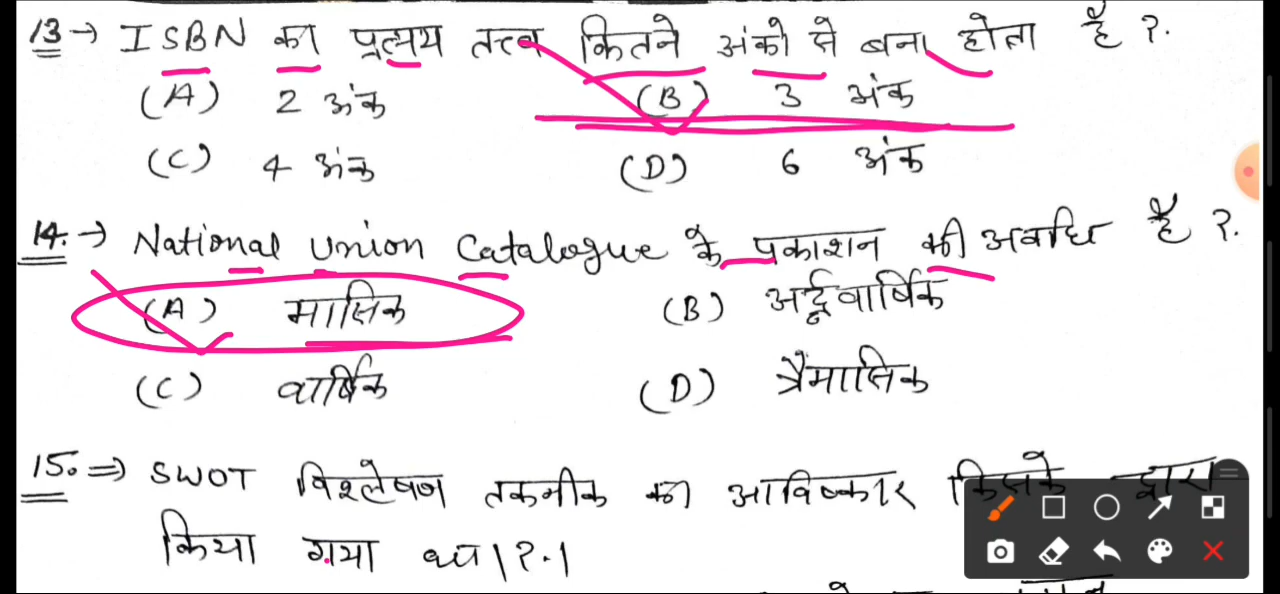 13→ ISBN का प्रत्यय तत्व कितने अंको से बना होता है ?.
(A) 2 अंक (B) 3 अंक
(C) 4 अंक (D) 6 अंक
14.→ National Union Catalogue के प्रकाशन की अवधि है ?.
(A) मासिक (B) अर्द्धवार्षिक
(C) वार्षिक (D) त्रैमासिक
15.⇒ SWOT विश्लेषण तकनीक का आविष्कार किसके द्वारा
किया गया था।?.।